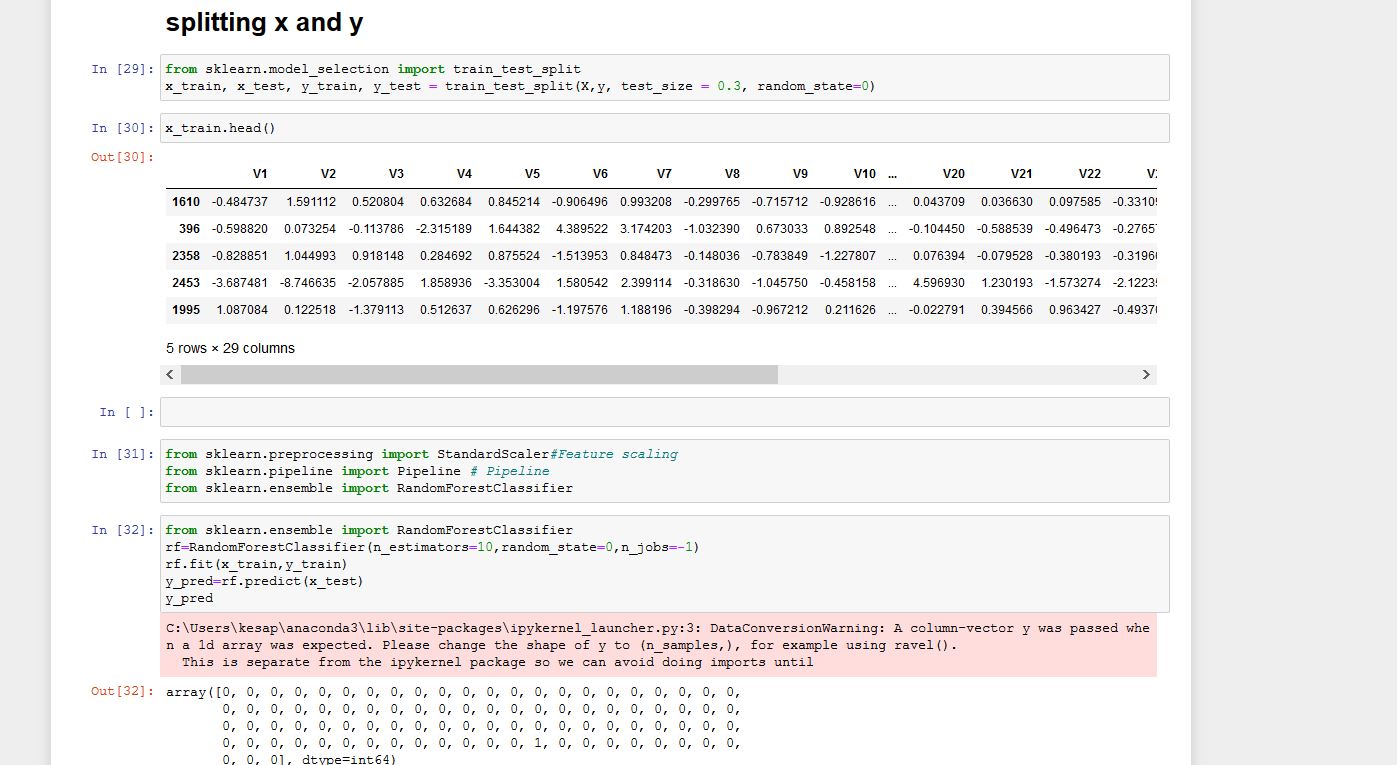 splitting x and y
In [29]: from sklearn.model_selection import train_test_split
x_train, x_test, y_train, y_test = train_test_split(X,y, test_size = 0.3, random_state=0)
In [30]: x_train.head()
Out[30]:
V1 V2 V3 V4 V5 V6 V7 V8 V9 V10 ... V20 V21 V22
1610 -0.484737 1.591112 0.520804 0.632684 0.845214 -0.906496 0.993208 -0.299765 -0.715712 -0.928616 ... 0.043709 0.036630 0.097585 -0.3310
396 -0.598820 0.073254 -0.113786 -2.315189 1.644382 4.389522 3.174203 -1.032390 0.673033 0.892548 ... -0.104450 -0.588539 -0.496473 -0.2765
2358 -0.828851 1.044993 0.918148 0.284692 0.875524 -1.513953 0.848473 -0.148036 -0.783849 -1.227807 ... 0.076394 -0.079528 -0.380193 -0.3196
2453 -3.687481 -8.746635 -2.057885 1.858936 -3.353004 1.580542 2.399114 -0.318630 -1.045750 -0.458158 ... 4.596930 1.230193 -1.573274 -2.1223
1995 1.087084 0.122518 -1.379113 0.512637 0.626296 -1.197576 1.188196 -0.398294 -0.967212 0.211626 ... -0.022791 0.394566 0.963427 -0.4937
5 rows × 29 columns
In [ ]:
In [31]: from sklearn.preprocessing import StandardScaler#Feature scaling
from sklearn.pipeline import Pipeline # Pipeline
from sklearn.ensemble import RandomForestClassifier
In [32]: from sklearn.ensemble import RandomForestClassifier
rf=RandomForestClassifier(n_estimators=10,random_state=0,n_jobs=-1)
rf.fit(x_train,y_train)
y_pred=rf.predict(x_test)
y_pred
C:\Users\kesap\anaconda3\lib\site-packages\ipykernel_launcher.py:3: DataConversionWarning: A column-vector y was passed whe
n a 1d array was expected. Please change the shape of y to (n_samples,), for example using ravel().
This is separate from the ipykernel package so we can avoid doing imports until
Out[32]: array([0, 0, 0, 0, 0, 0, 0, 0, 0, 0, 0, 0, 0, 0, 0, 0, 0, 0, 0, 0, 0, 0,
0, 0, 0, 0, 0, 0, 0, 0, 0, 0, 0, 0, 0, 0, 0, 0, 0, 0, 0, 0, 0, 0,
0, 0, 0, 0, 0, 0, 0, 0, 0, 0, 0, 0, 0, 0, 0, 0, 0, 0, 0, 0, 0, 0,
0, 0, 0, 0, 0, 0, 0, 0, 0, 0, 0, 0, 0, 1, 0, 0, 0, 0, 0, 0, 0, 0,
0, 0, 0], dtype=int64)